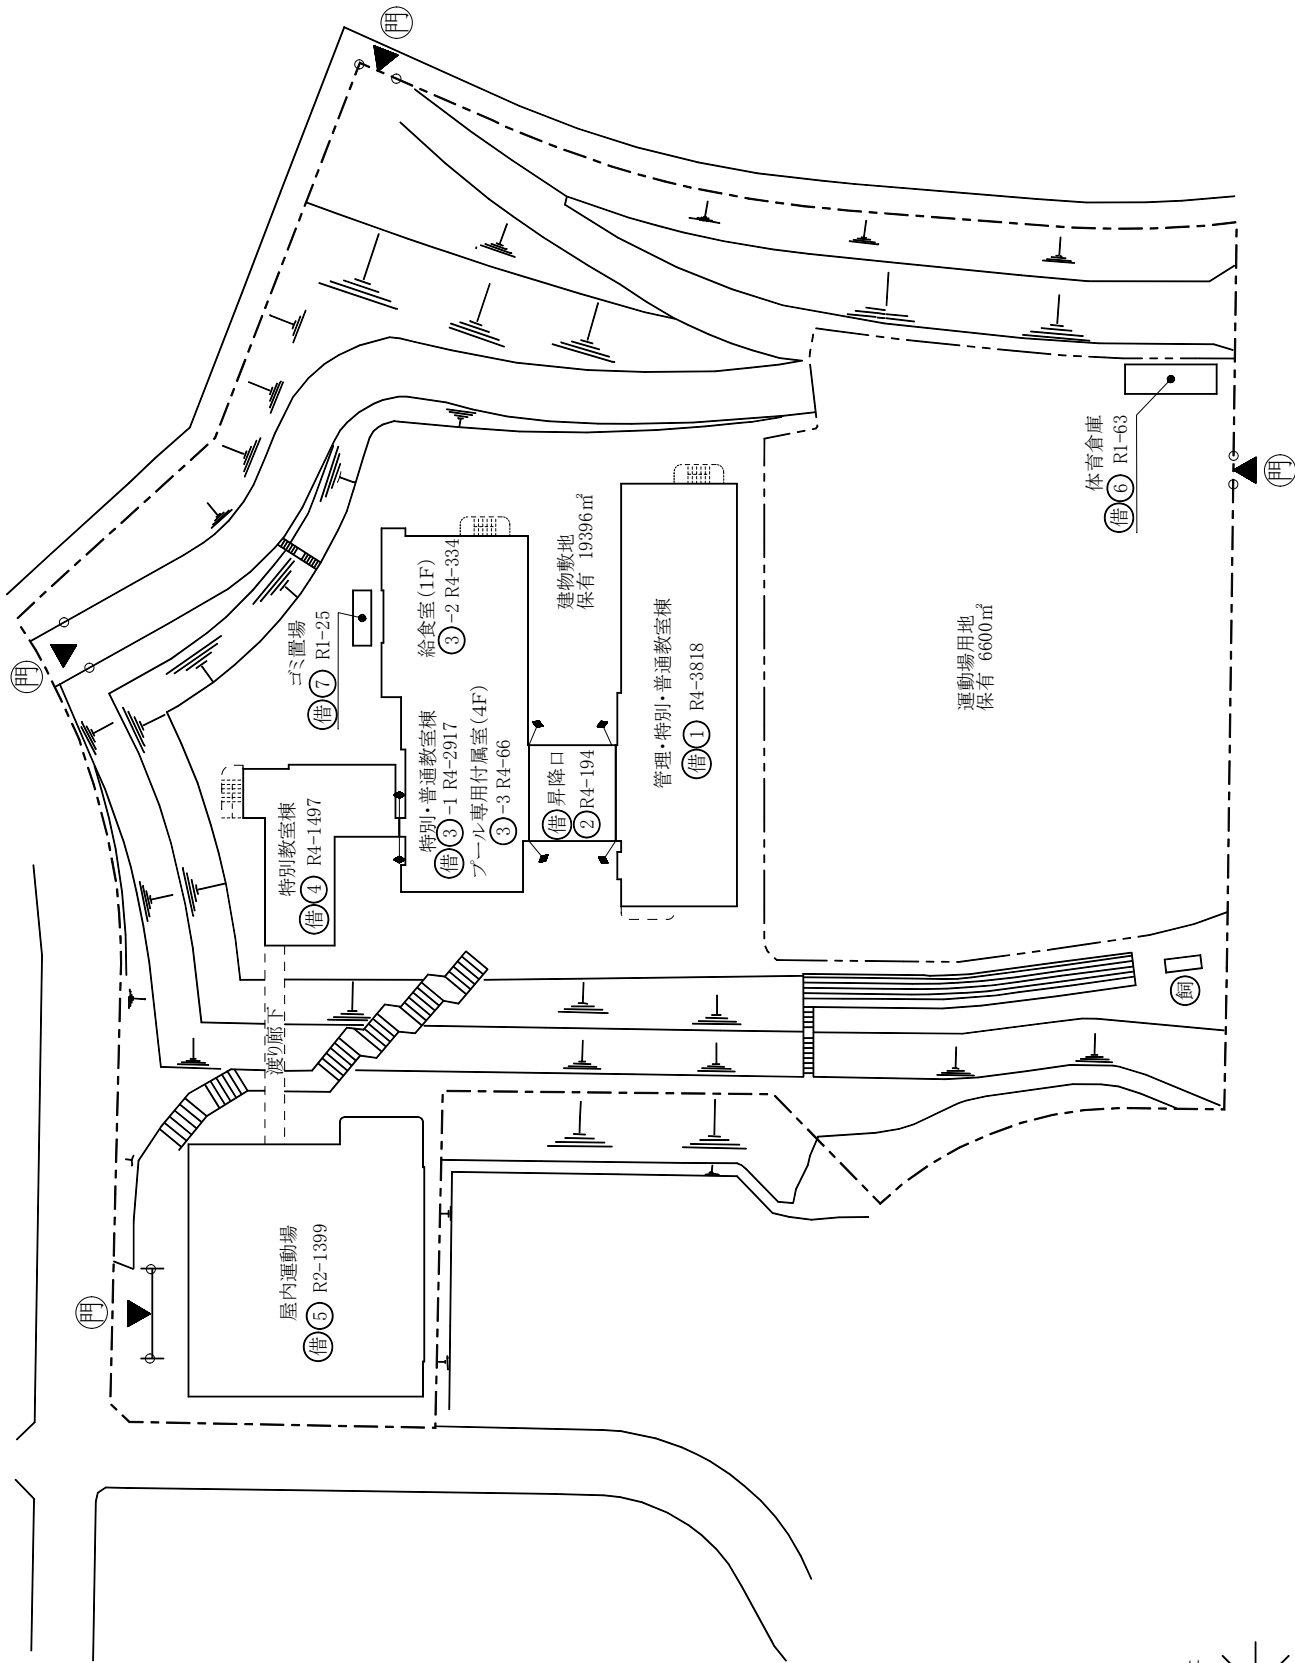 門
門
門
門
ゴミ置場
借⑦ R1-25
給食室(1F)
③-2 R4-334
特別・普通教室棟
借③-1 R4-2917
プール専用付属室(4F)
③-3 R4-66
特別教室棟
借④ R4-1497
借昇降口
②R4-194
建物敷地
保有 19396㎡
管理・特別・普通教室棟
借① R4-3818
運動場用地
保有 6600㎡
体育倉庫
借⑥ R1-63
渡り廊下
飼
屋内運動場
借⑤ R2-1399